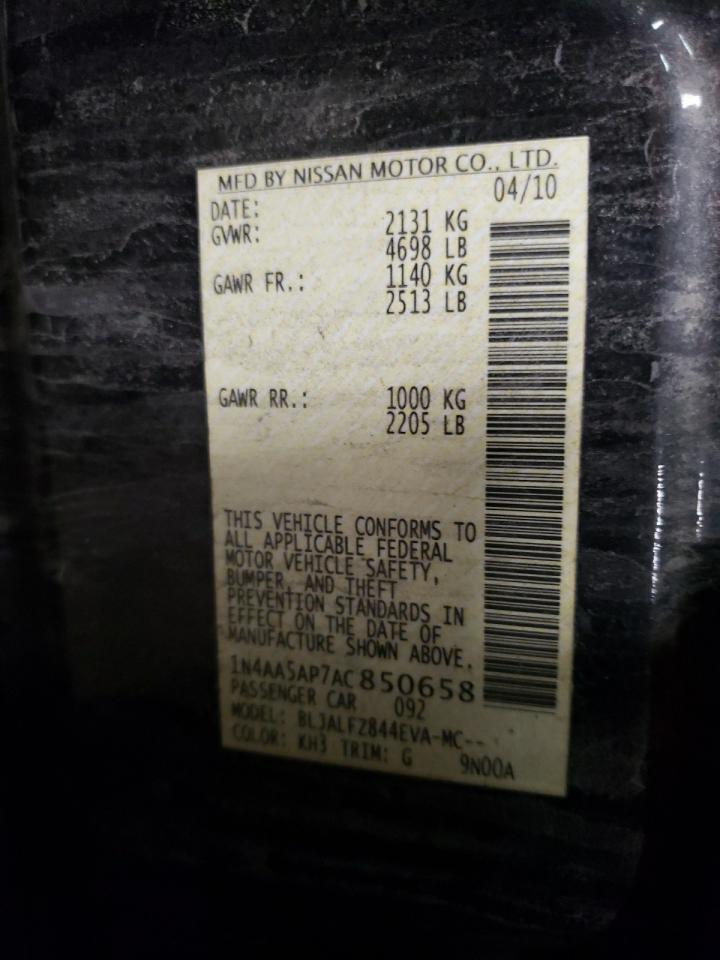 MFD BY NISSAN MOTOR CO., LTD.
DATE: 04/10
GVWR: 2131 KG
4698 LB
GAWR FR.: 1140 KG
2513 LB
GAWR RR.: 1000 KG
2205 LB
THIS VEHICLE CONFORMS TO
ALL APPLICABLE FEDERAL
MOTOR VEHICLE SAFETY,
BUMPER, AND THEFT
PREVENTION STANDARDS IN
EFFECT ON THE DATE OF
MANUFACTURE SHOWN ABOVE.
1N4AA5AP7AC850658
PASSENGER CAR 092
MODEL: BLJALFZ844EVA-MC--
COLOR: KH3 TRIM: G 9N00A